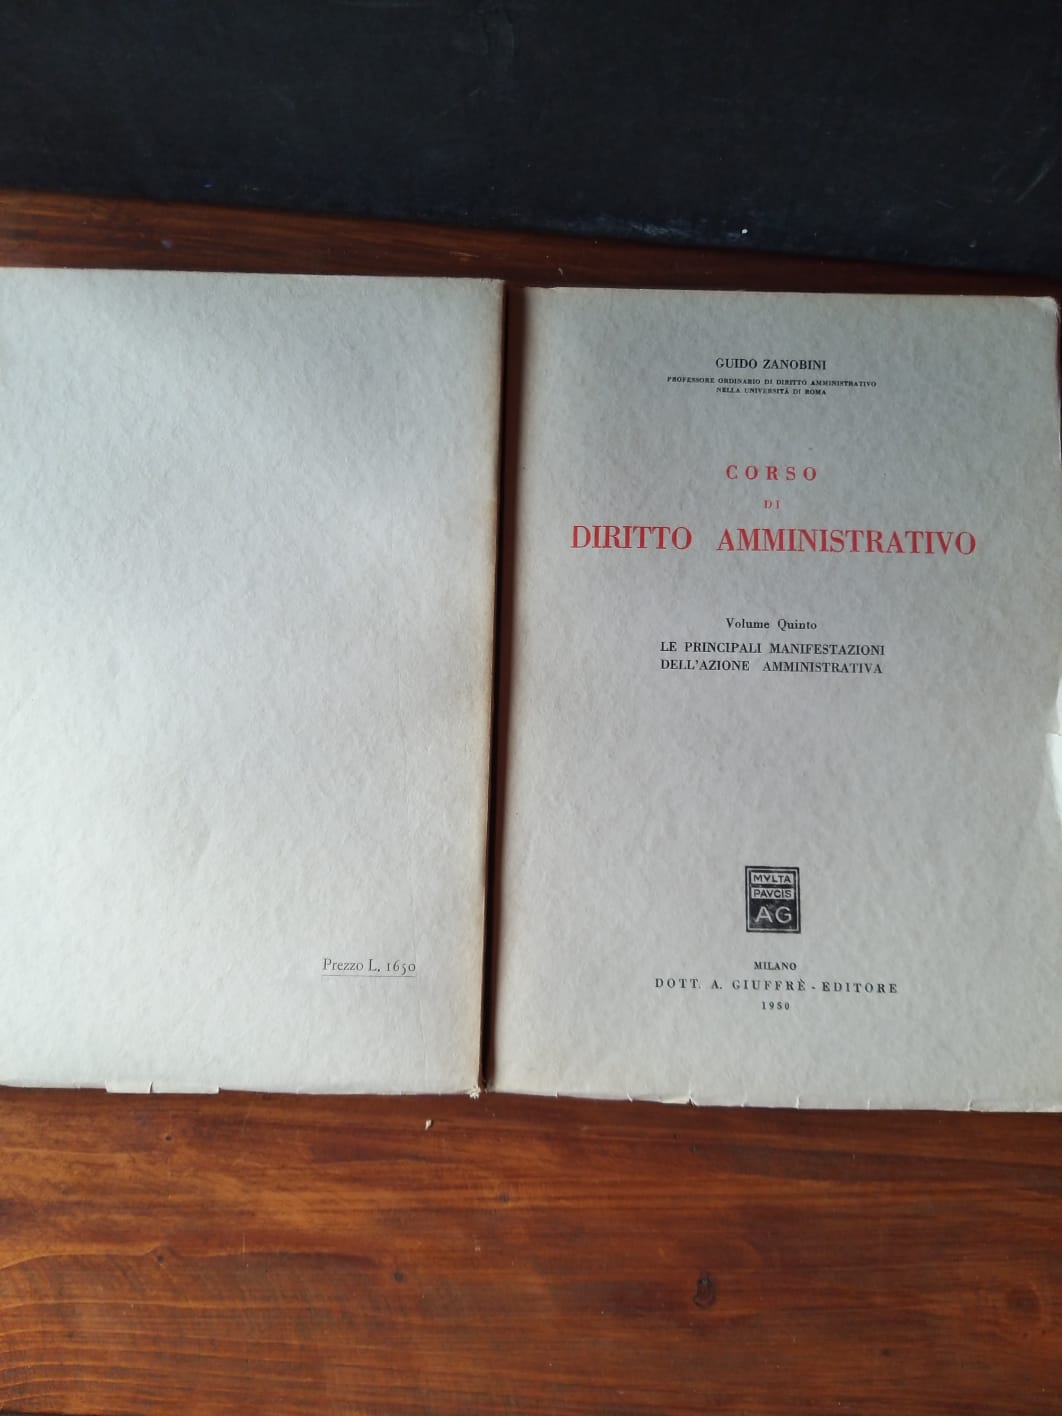 Prezzo L. 1650
GUIDO ZANOBINI
PROFESSORE ORDINARIO DI DIRITTO AMMINISTRATIVO
NELLA UNIVERSITÀ DI ROMA
CORSO
DI
DIRITTO AMMINISTRATIVO
Volume Quinto
LE PRINCIPALI MANIFESTAZIONI
DELL'AZIONE AMMINISTRATIVA
MVLTA
PAVCIS
AG
MILANO
DOTT. A. GIUFFRÈ - EDITORE
1950